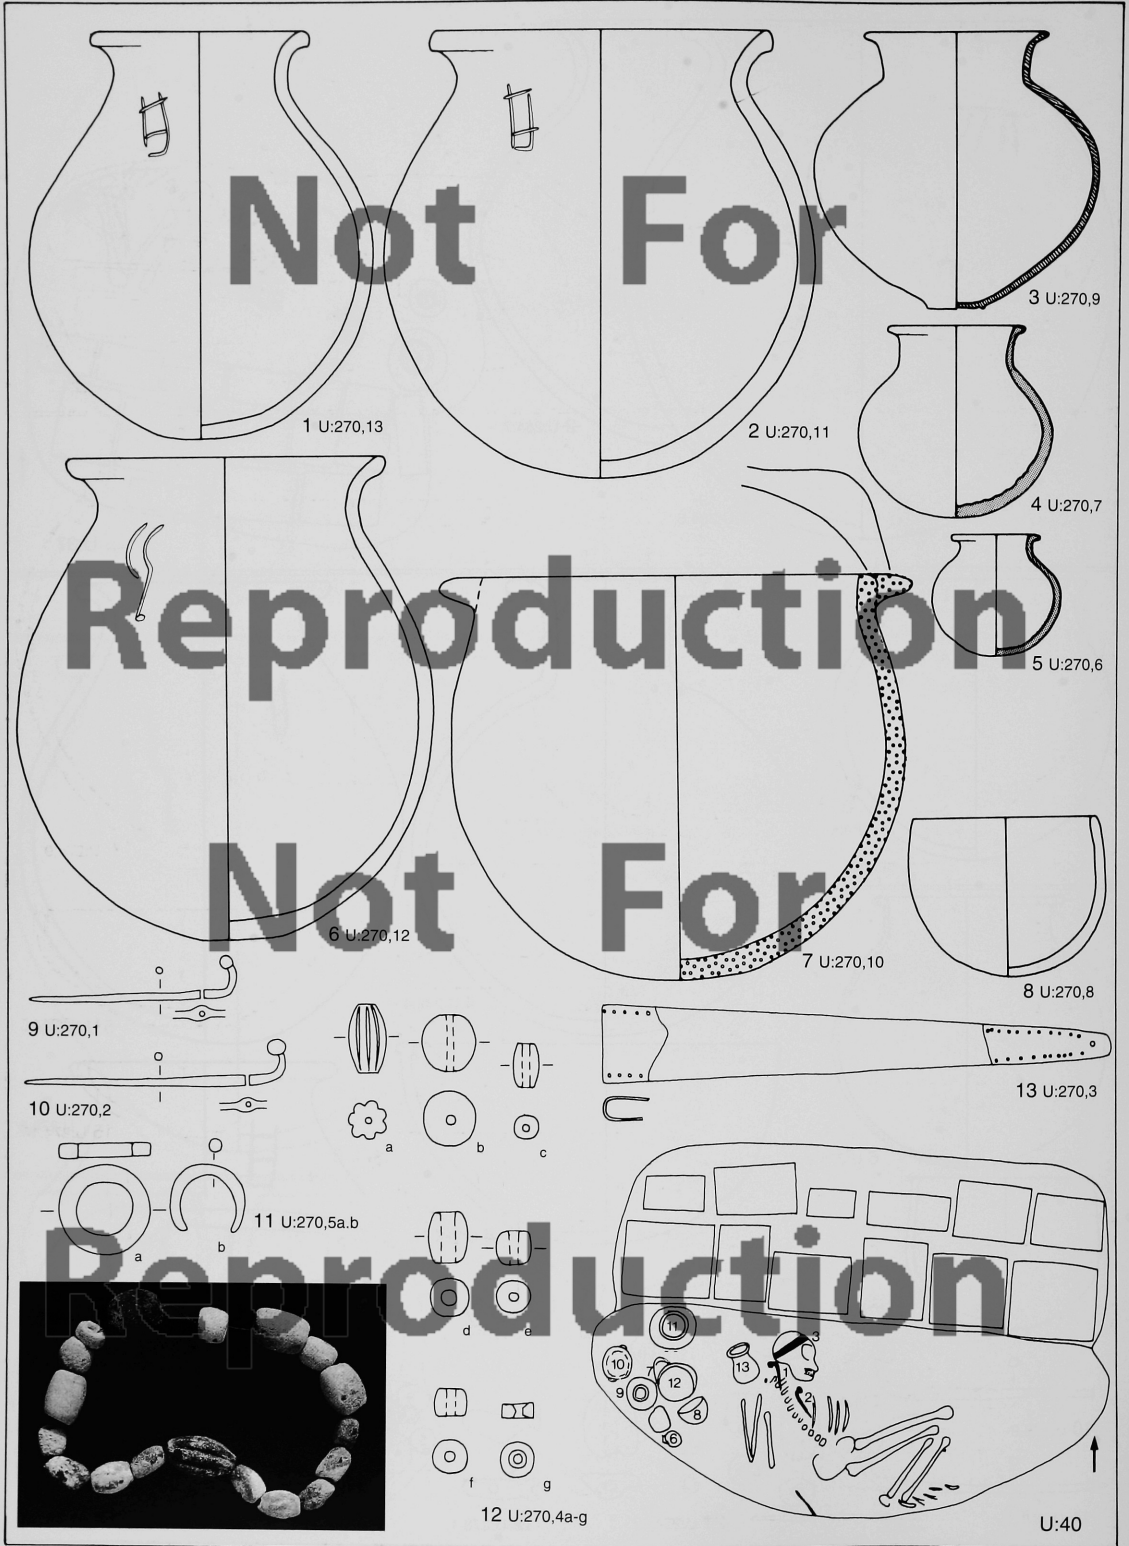 1 U:270,13
2 U:270,11
3 U:270,9
4 U:270,7
5 U:270,6
6 U:270,12
7 U:270,10
8 U:270,8
9 U:270,1
10 U:270,2
a
b
c
13 U:270,3
a
b
11 U:270,5a.b
d
e
f
g
12 U:270,4a-g
11
3
10
7
12
13
1
9
2
8
6
U:40
Not For
Reproduction
Not For
Reproduction